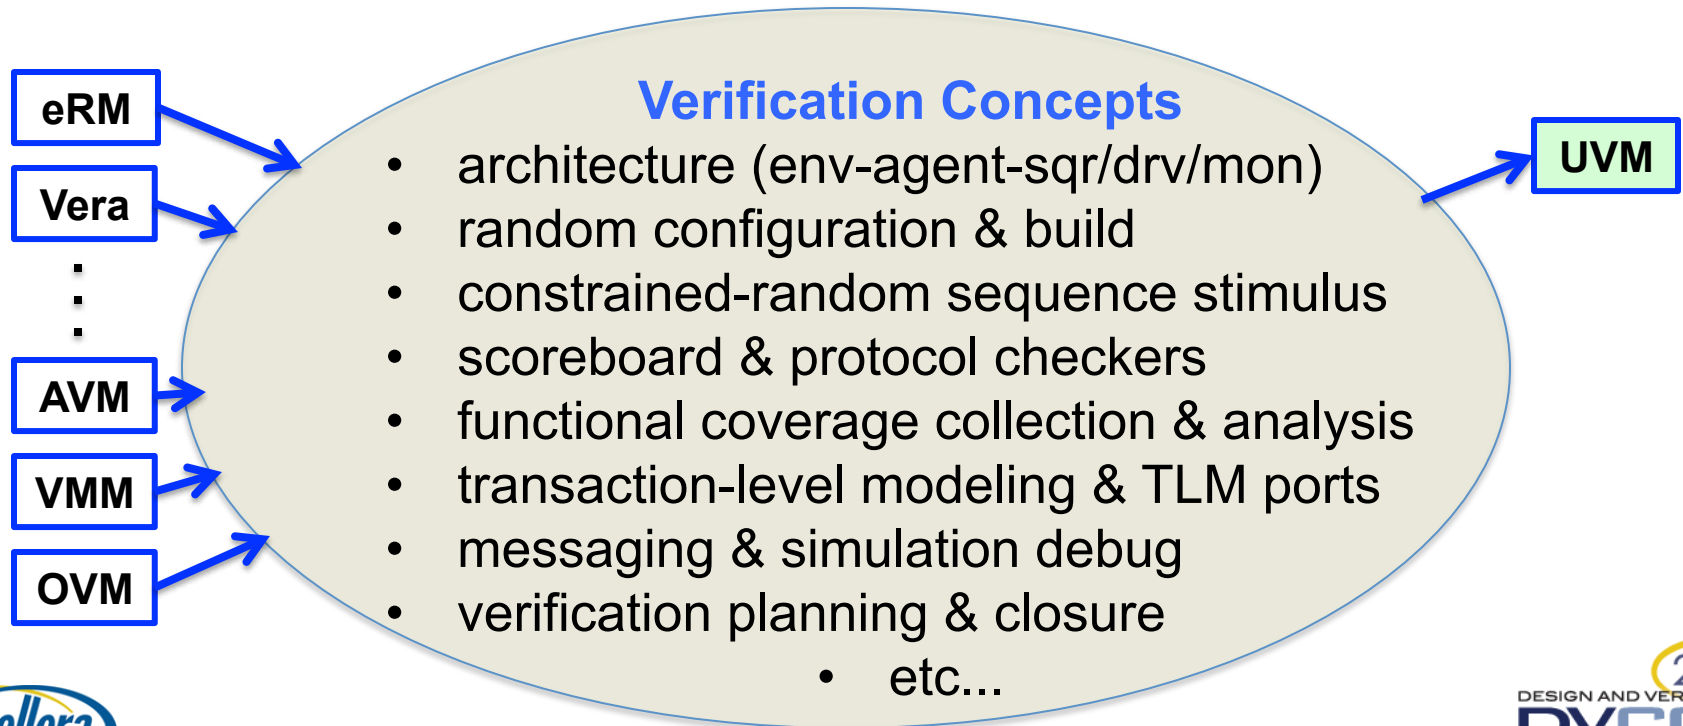 eRM
Vera
AVM
VMM
OVM
Verification Concepts
• architecture (env-agent-sqr/drv/mon)
• random configuration & build
• constrained-random sequence stimulus
• scoreboard & protocol checkers
• functional coverage collection & analysis
• transaction-level modeling & TLM ports
• messaging & simulation debug
• verification planning & closure
• etc...
UVM
DESIGN AND